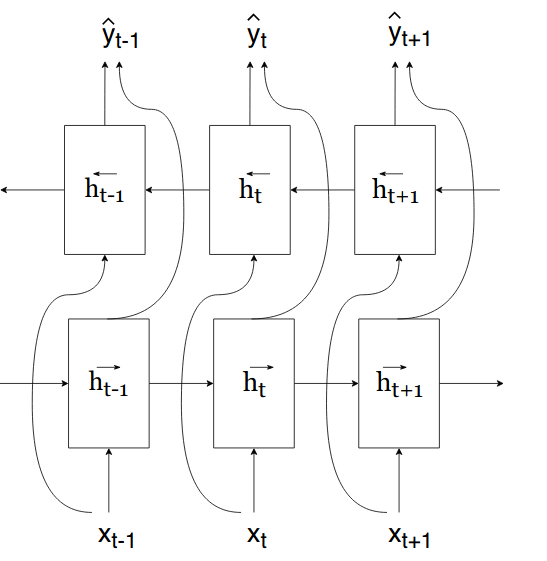 ŷt-1 ŷt ŷt+1
h⃖t-1 h⃖t h⃖t+1
h⃗t-1 h⃗t h⃗t+1
xt-1 xt xt+1